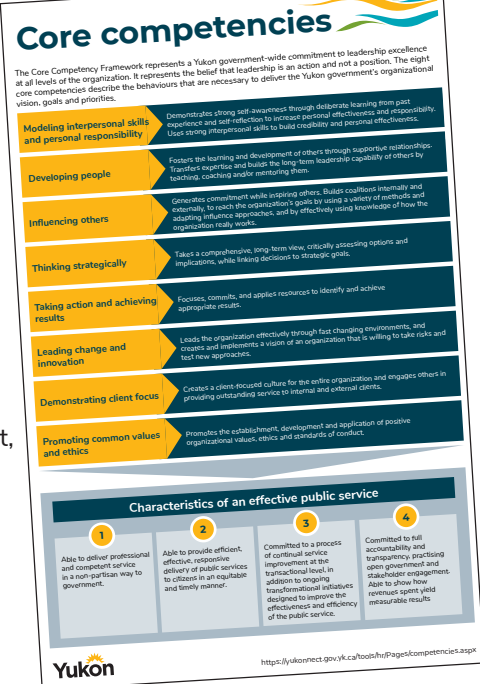 Core competencies
The Core Competency Framework represents a Yukon government-wide commitment to leadership excellence
at all levels of the organization. It represents the belief that leadership is an action and not a position. The eight
core competencies describe the behaviours that are necessary to deliver the Yukon government's organizational
vision, goals and priorities.
Modeling interpersonal skills
and personal responsibility
Demonstrates strong self-awareness through deliberate learning from past
experience and self-reflection to increase personal effectiveness and responsibility.
Uses strong interpersonal skills to build credibility and personal effectiveness.
Developing people
Fosters the learning and development of others through supportive relationships.
Transfers expertise and builds the long-term leadership capability of others by
teaching, coaching and/or mentoring them.
Influencing others
Generates commitment while inspiring others. Builds coalitions internally and
externally, to reach the organization's goals by using a variety of methods and
adapting influence approaches, and by effectively using knowledge of how the
organization really works.
Thinking strategically
Takes a comprehensive, long-term view, critically assessing options and
implications, while linking decisions to strategic goals.
Taking action and achieving
results
Focuses, commits, and applies resources to identify and achieve
appropriate results.
Leading change and
innovation
Leads the organization effectively through fast changing environments, and
creates and implements a vision of an organization that is willing to take risks and
test new approaches.
Demonstrating client focus
Creates a client-focused culture for the entire organization and engages others in
providing outstanding service to internal and external clients.
t,
Promoting common values
and ethics
Promotes the establishment, development and application of positive
organizational values, ethics and standards of conduct.
Characteristics of an effective public service
1
Able to deliver professional
and competent service
in a non-partisan way to
government.
2
Able to provide efficient,
effective, responsive
delivery of public services
to citizens in an equitable
and timely manner.
3
Committed to a process
of continual service
improvement at the
transactional level, in
addition to ongoing
transformational initiatives
designed to improve the
effectiveness and efficiency
of the public service.
4
Committed to full
accountability and
transparency, practising
open government and
stakeholder engagement.
Able to show how
revenues spent yield
measurable results
Yukon
https://yukonnect.gov.yk.ca/tools/hr/Pages/competencies.aspx